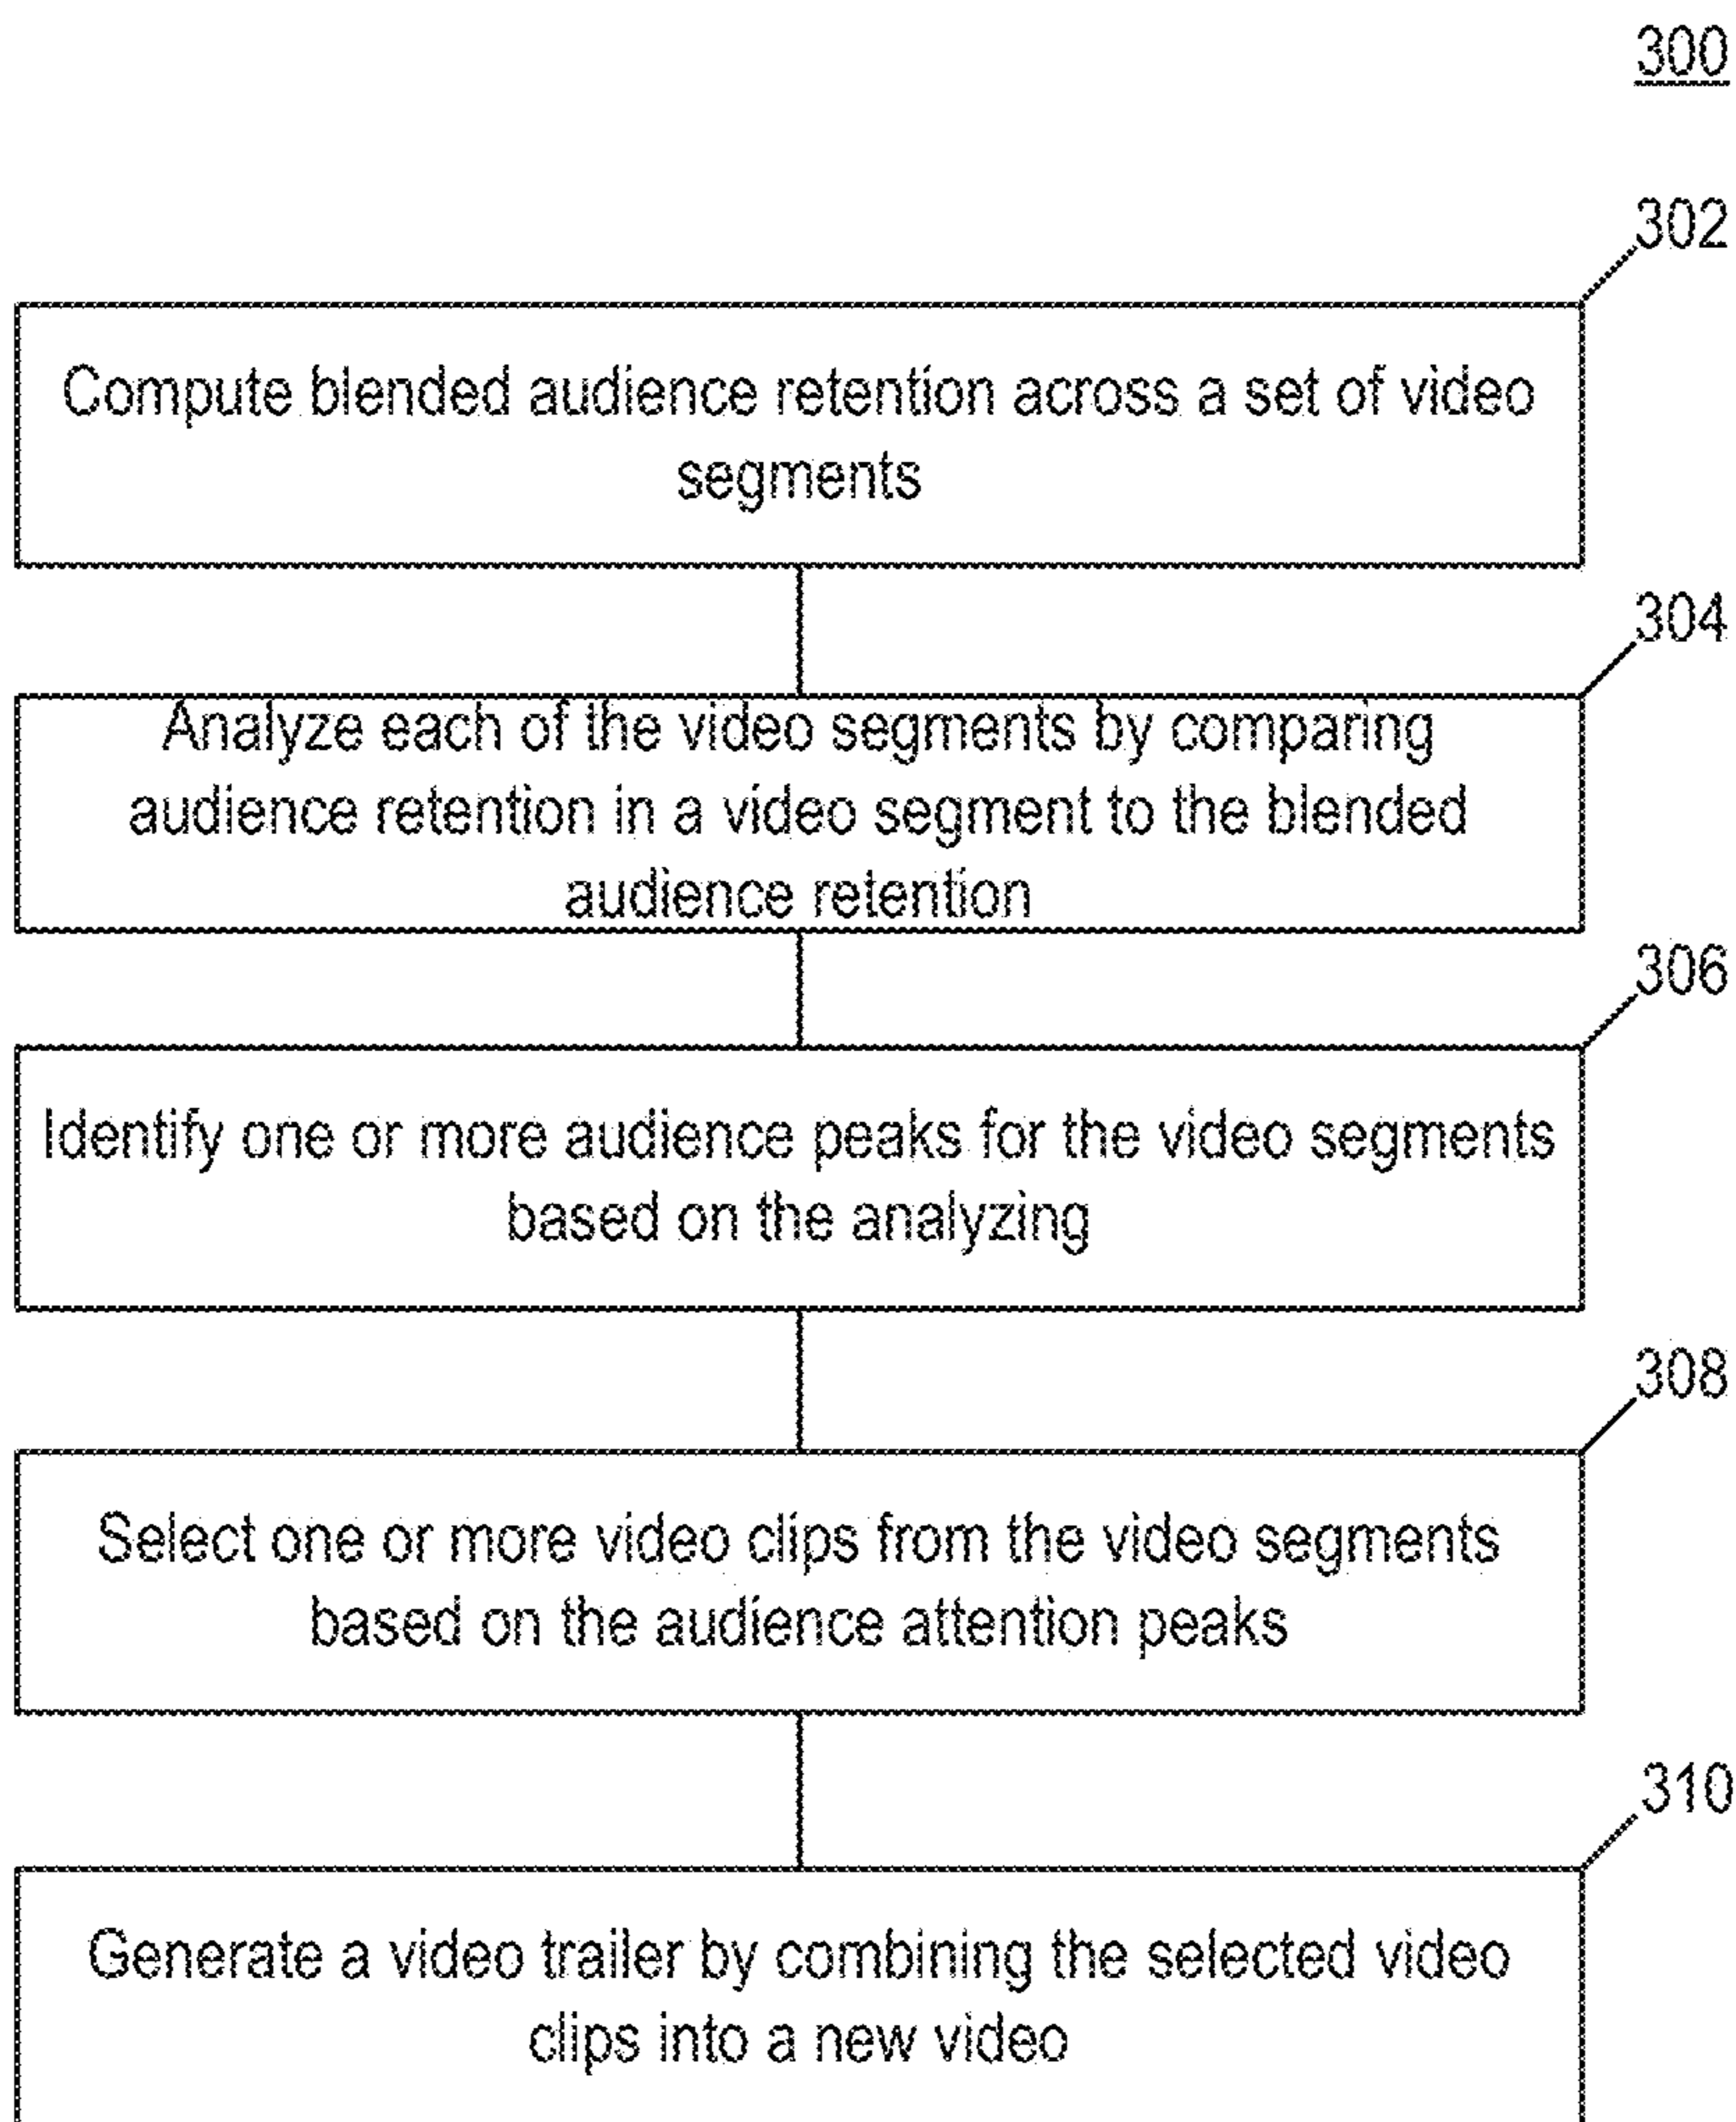 300
302
Compute blended audience retention across a set of video
segments
304
Analyze each of the video segments by comparing
audience retention in a video segment to the blended
audience retention
306
Identify one or more audience peaks for the video segments
based on the analyzing
308
Select one or more video clips from the video segments
based on the audience attention peaks
310
Generate a video trailer by combining the selected video
clips into a new video